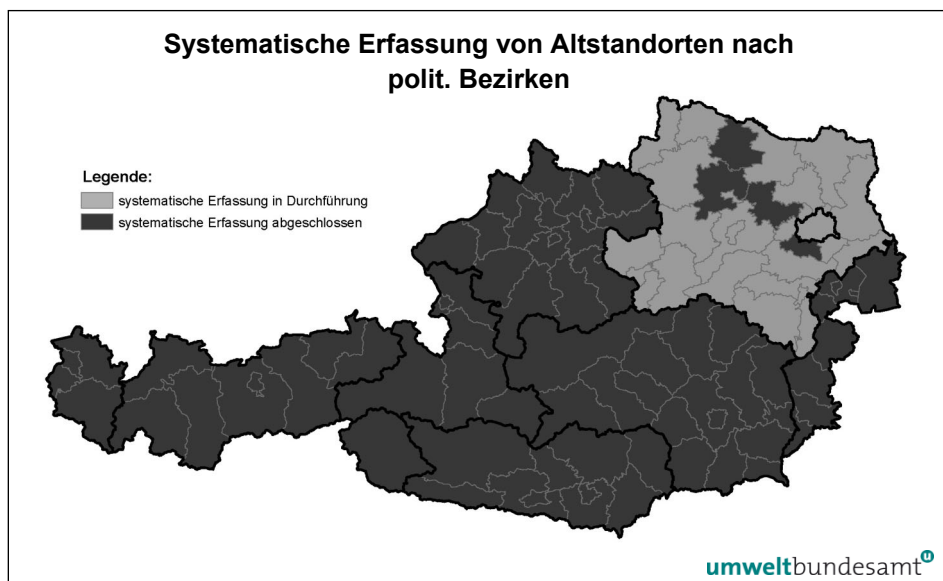 Systematische Erfassung von Altstandorten nach
polit. Bezirken
Legende:
systematische Erfassung in Durchführung
systematische Erfassung abgeschlossen
umweltbundesamt
u